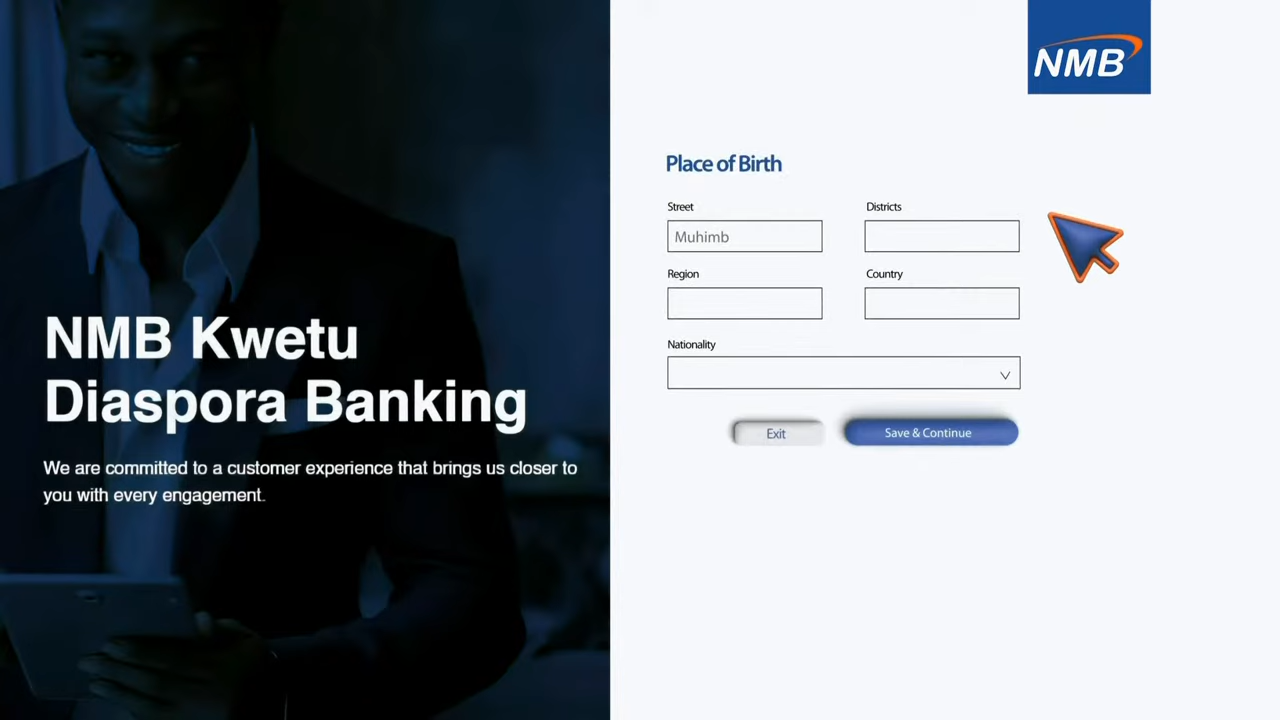 NMB
NMB Kwetu
Diaspora Banking
We are committed to a customer experience that brings us closer to
you with every engagement.
Place of Birth
Street
Districts
Muhimb
Region
Country
Nationality
Exit
Save & Continue